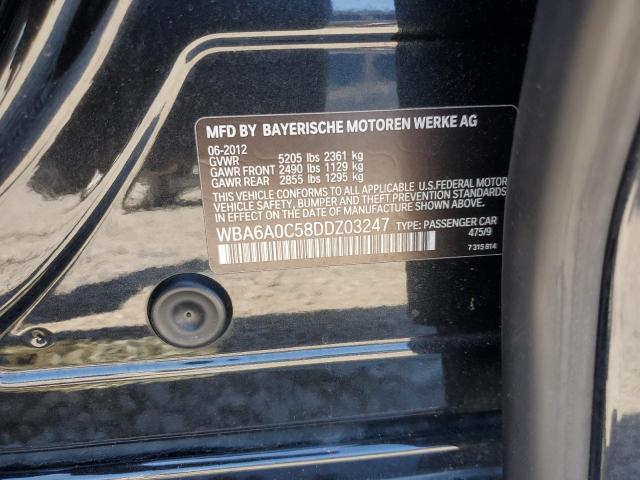 MFD BY BAYERISCHE MOTOREN WERKE AG
06-2012
GVWR 5205 lbs 2361 kg
GAWR FRONT 2490 lbs 1129 kg
GAWR REAR 2855 lbs 1295 kg
THIS VEHICLE CONFORMS TO ALL APPLICABLE U.S.FEDERAL MOTOR
VEHICLE SAFETY, BUMPER AND THEFT PREVENTION STANDARDS
IN EFFECT ON THE DATE OF MANUFACTURE SHOWN ABOVE.
WBA6A0C58DDZ03247 TYPE: PASSENGER CAR
475/9
7 315 814